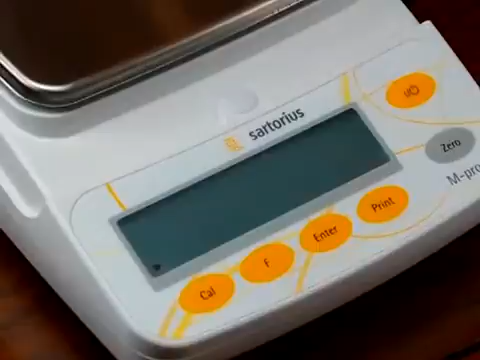 I/⏻
sartorius
Zero
M-pro
Print
Enter
F
Cal